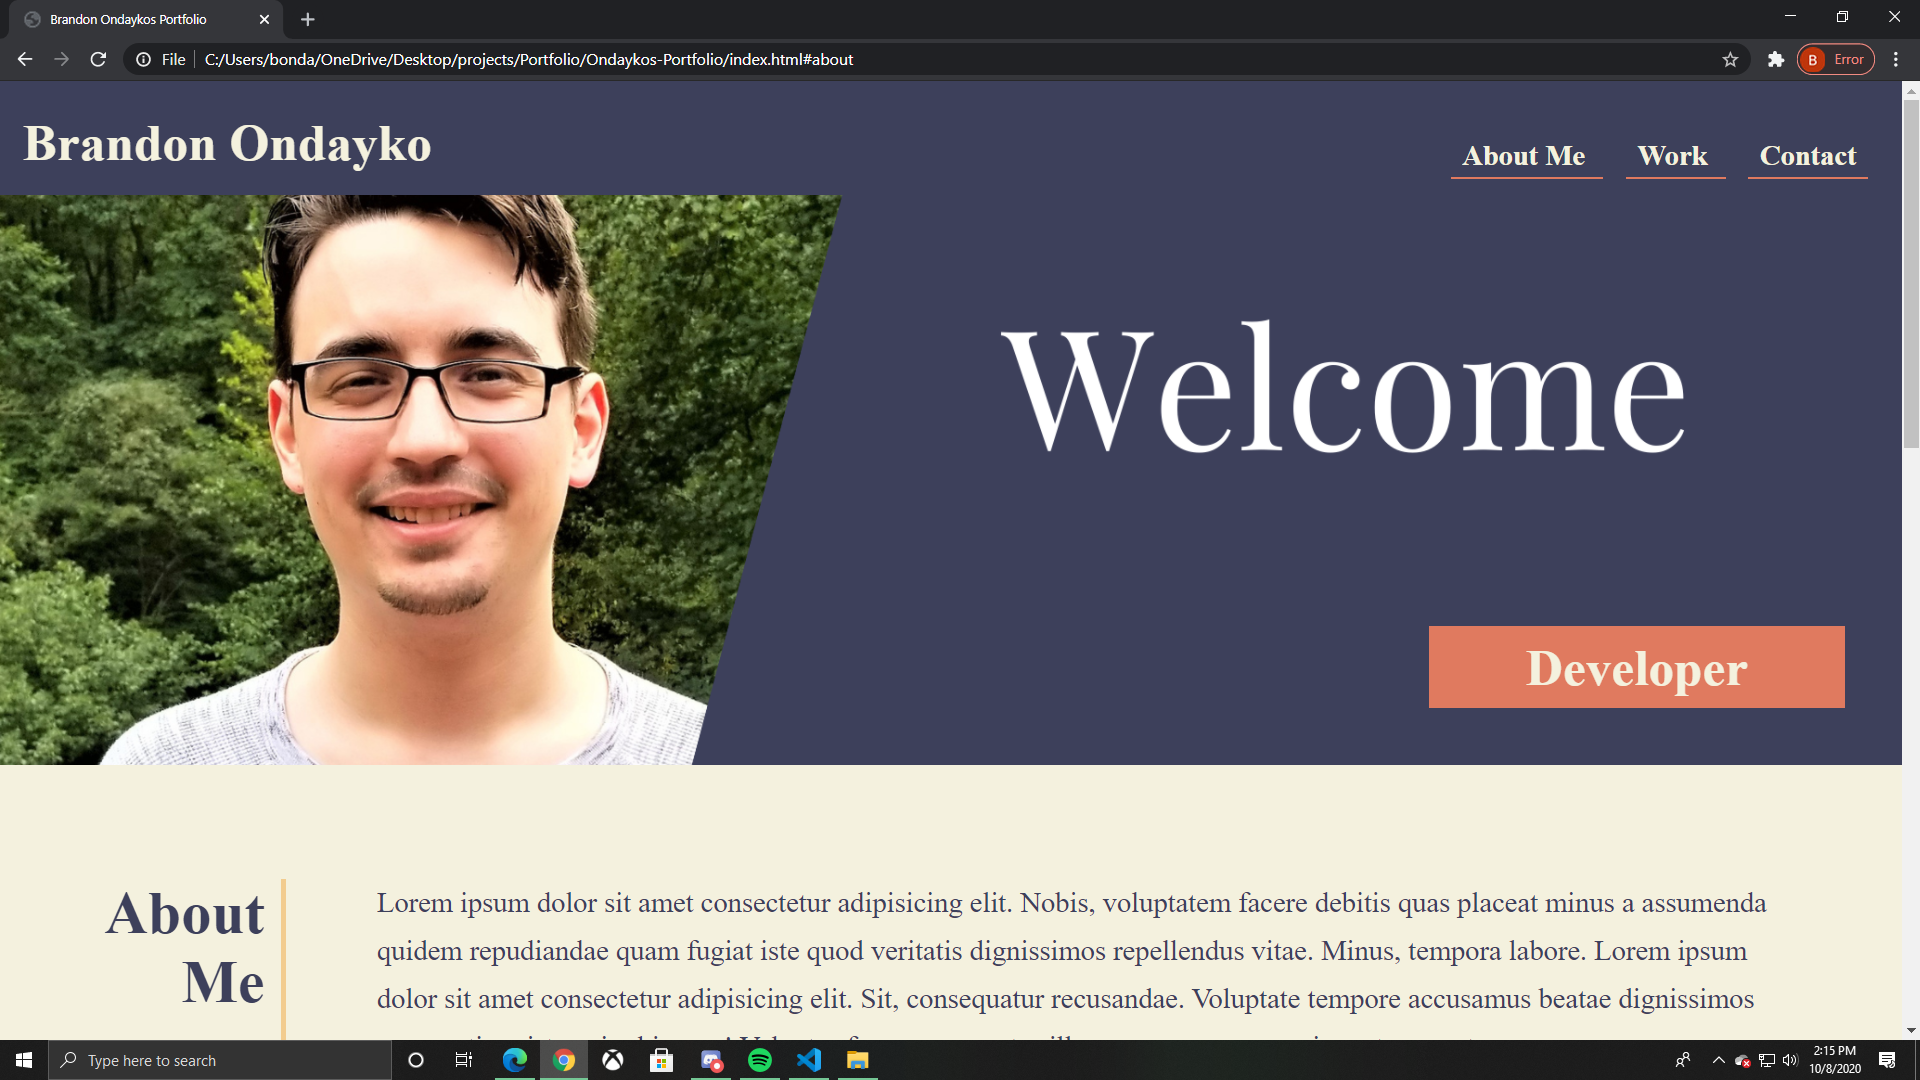 Brandon Ondaykos Portfolio
File
C:/Users/bonda/OneDrive/Desktop/projects/Portfolio/Ondaykos-Portfolio/index.html#about
B Error
Brandon Ondayko
About Me Work Contact
Welcome
Developer
About
Me
Lorem ipsum dolor sit amet consectetur adipisicing elit. Nobis, voluptatem facere debitis quas placeat minus a assumenda
quidem repudiandae quam fugiat iste quod veritatis dignissimos repellendus vitae. Minus, tempora labore. Lorem ipsum
dolor sit amet consectetur adipisicing elit. Sit, consequatur recusandae. Voluptate tempore accusamus beatae dignissimos
Type here to search
2:15 PM
10/8/2020